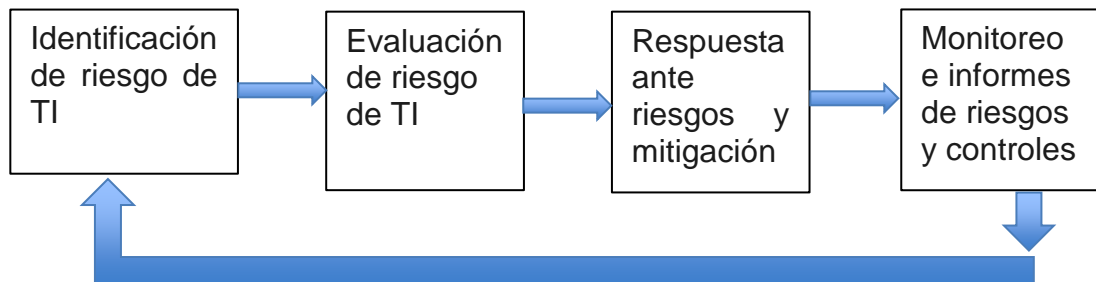 Identificación
de riesgo de
TI
Evaluación
de riesgo
de TI
Respuesta
ante
riesgos y
mitigación
Monitoreo
e informes
de riesgos
y controles